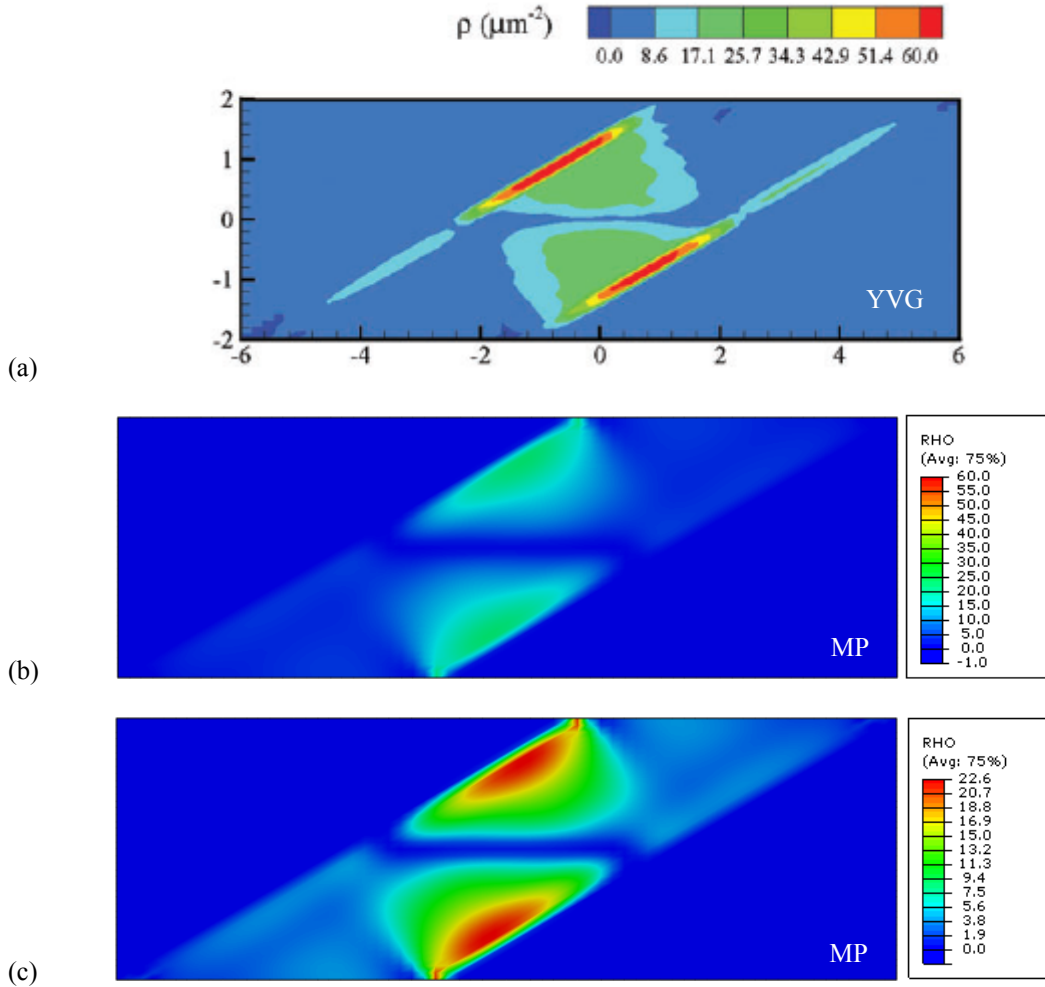 ρ (μm⁻²)
0.0 8.6 17.1 25.7 34.3 42.9 51.4 60.0
2
1
0
-1
-2
-6 -4 -2 0 2 4 6
YVG
(a)
RHO
(Avg: 75%)
60.0
55.0
50.0
45.0
40.0
35.0
30.0
25.0
20.0
15.0
10.0
5.0
0.0
-1.0
MP
(b)
RHO
(Avg: 75%)
22.6
20.7
18.8
16.9
15.0
13.2
11.3
9.4
7.5
5.6
3.8
1.9
0.0
MP
(c)